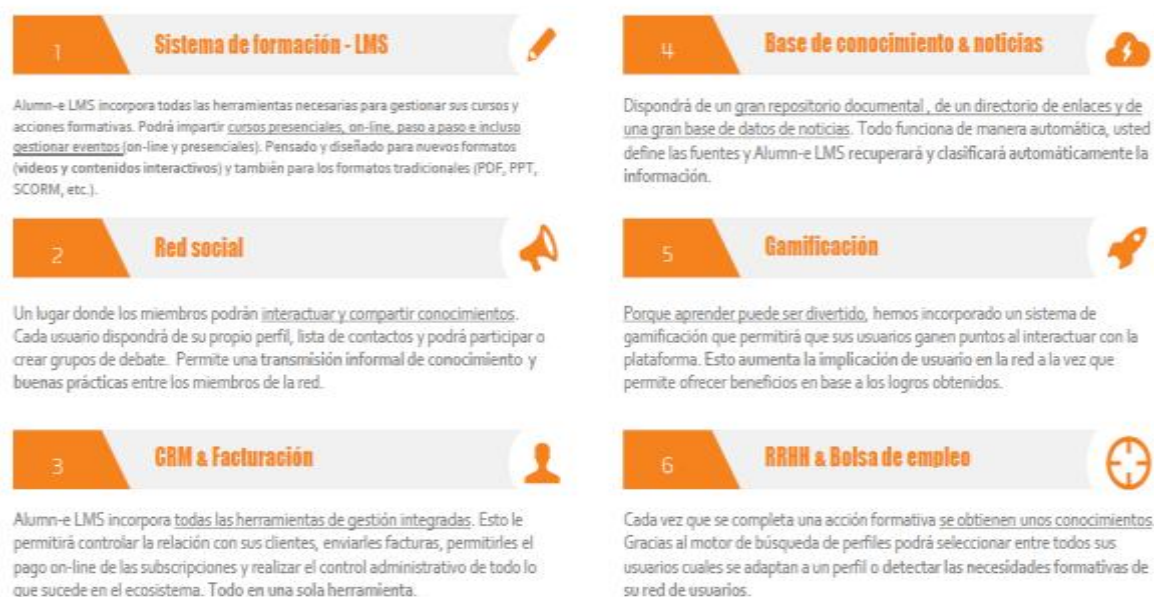 1
Sistema de formación - LMS
Alumn-e LMS incorpora todas las herramientas necesarias para gestionar sus cursos y
acciones formativas. Podrá impartir cursos presenciales, on-line, paso a paso e incluso
gestionar eventos (on-line y presenciales). Pensado y diseñado para nuevos formatos
(videos y contenidos interactivos) y también para los formatos tradicionales (PDF, PPT,
SCORM, etc.).
2
Red social
Un lugar donde los miembros podrán interactuar y compartir conocimientos.
Cada usuario dispondrá de su propio perfil, lista de contactos y podrá participar o
crear grupos de debate. Permite una transmisión informal de conocimiento y
buenas prácticas entre los miembros de la red.
3
CRM & Facturación
Alumn-e LMS incorpora todas las herramientas de gestión integradas. Esto le
permitirá controlar la relación con sus clientes, enviarles facturas, permitirles el
pago on-line de las subscripciones y realizar el control administrativo de todo lo
que sucede en el ecosistema. Todo en una sola herramienta.
4
Base de conocimiento & noticias
Dispondrá de un gran repositorio documental , de un directorio de enlaces y de
una gran base de datos de noticias. Todo funciona de manera automática, usted
define las fuentes y Alumn-e LMS recuperará y clasificará automáticamente la
información.
5
Gamificación
Porque aprender puede ser divertido, hemos incorporado un sistema de
gamificación que permitirá que sus usuarios ganen puntos al interactuar con la
plataforma. Esto aumenta la implicación de usuario en la red a la vez que
permite ofrecer beneficios en base a los logros obtenidos.
6
RRHH & Bolsa de empleo
Cada vez que se completa una acción formativa se obtienen unos conocimientos
Gracias al motor de búsqueda de perfiles podrá seleccionar entre todos sus
usuarios cuales se adaptan a un perfil o detectar las necesidades formativas de
su red de usuarios.